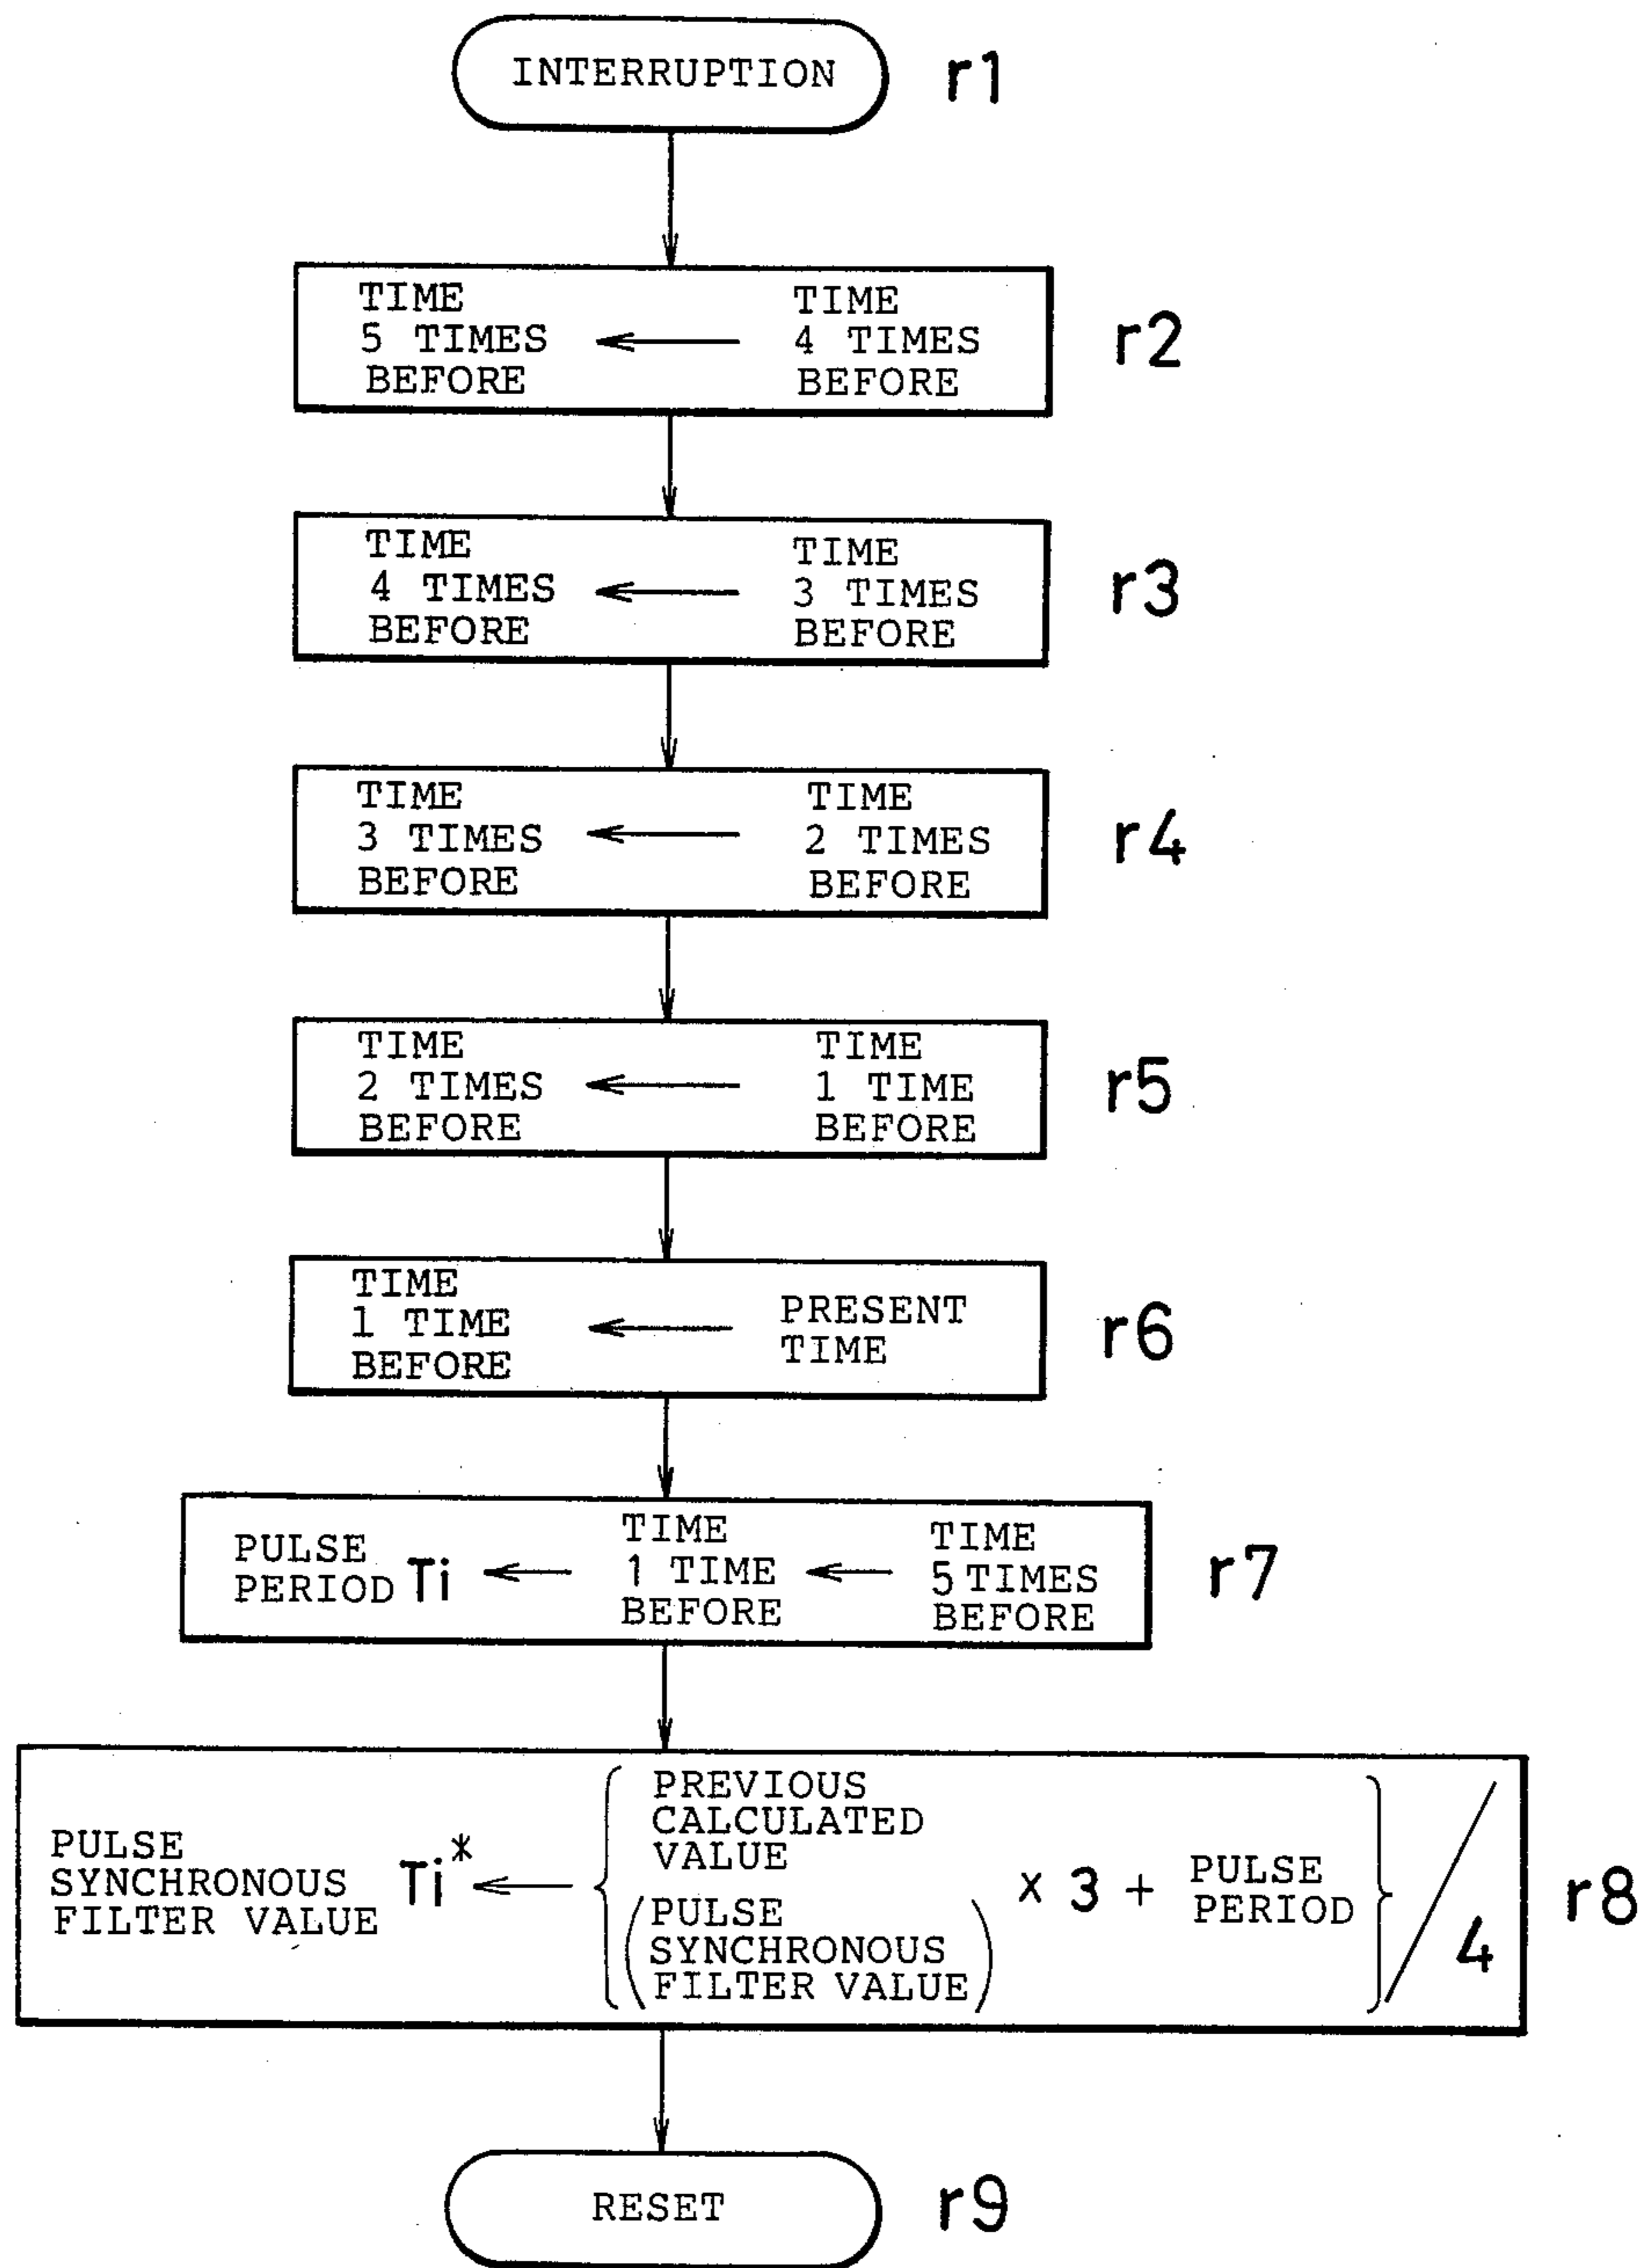 INTERRUPTION r1
TIME
5 TIMES
BEFORE
←
TIME
4 TIMES
BEFORE
r2
TIME
4 TIMES
BEFORE
←
TIME
3 TIMES
BEFORE
r3
TIME
3 TIMES
BEFORE
←
TIME
2 TIMES
BEFORE
r4
TIME
2 TIMES
BEFORE
←
TIME
1 TIME
BEFORE
r5
TIME
1 TIME
BEFORE
←
PRESENT
TIME
r6
PULSE
PERIOD Ti
←
TIME
1 TIME
BEFORE
←
TIME
5 TIMES
BEFORE
r7
PULSE
SYNCHRONOUS
FILTER VALUE
Ti*
←
PREVIOUS
CALCULATED
VALUE
(PULSE
SYNCHRONOUS
FILTER VALUE)
× 3 +
PULSE
PERIOD
/ 4
r8
RESET r9